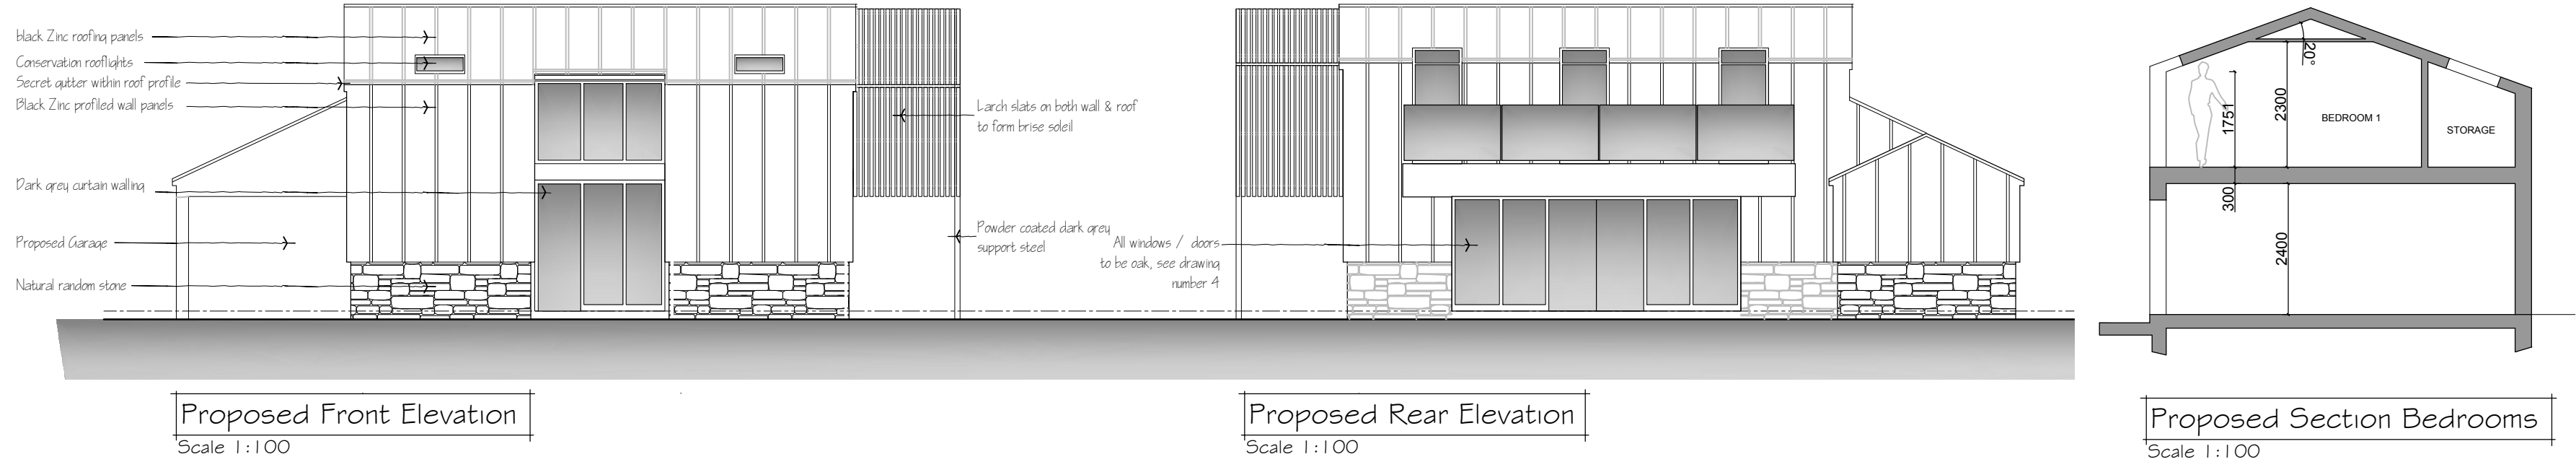 black Zinc roofing panels
Conservation rooflights
Secret gutter within roof profile
Black Zinc profiled wall panels
Dark grey curtain walling
Proposed Garage
Natural random stone
Larch slats on both wall & roof
to form brise soleil
Powder coated dark grey
support steel
Proposed Front Elevation
Scale 1:100
All windows / doors
to be oak, see drawing
number 4
Proposed Rear Elevation
Scale 1:100
20°
1751
2300
BEDROOM 1
STORAGE
300
2400
Proposed Section Bedrooms
Scale 1:100